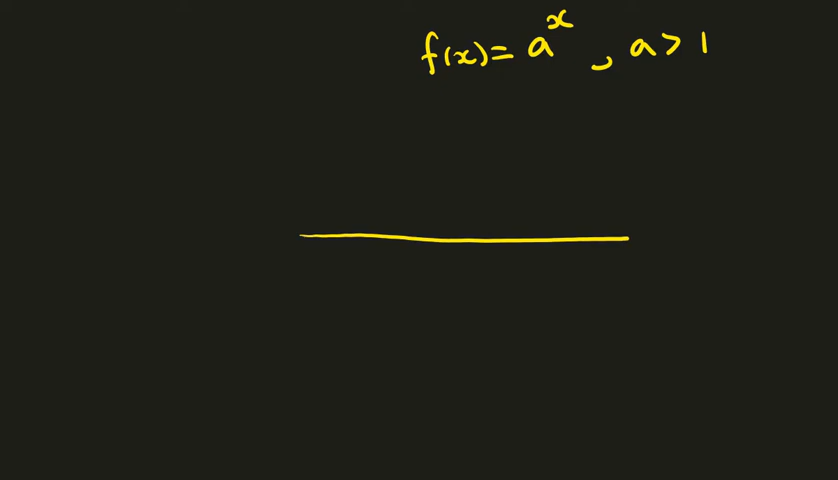 f(x) = a^x , a > 1